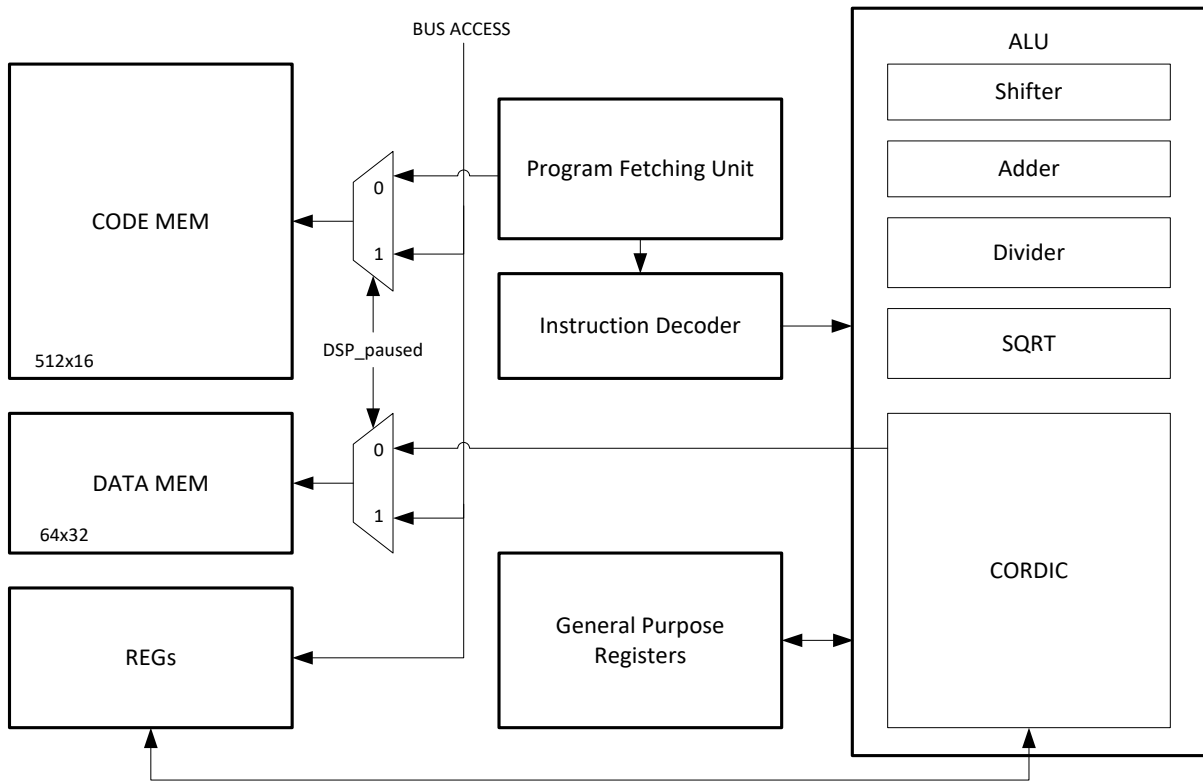 BUS ACCESS
CODE MEM
512x16
0
1
Program Fetching Unit
Instruction Decoder
DSP_paused
DATA MEM
64x32
0
1
REGs
General Purpose
Registers
ALU
Shifter
Adder
Divider
SQRT
CORDIC